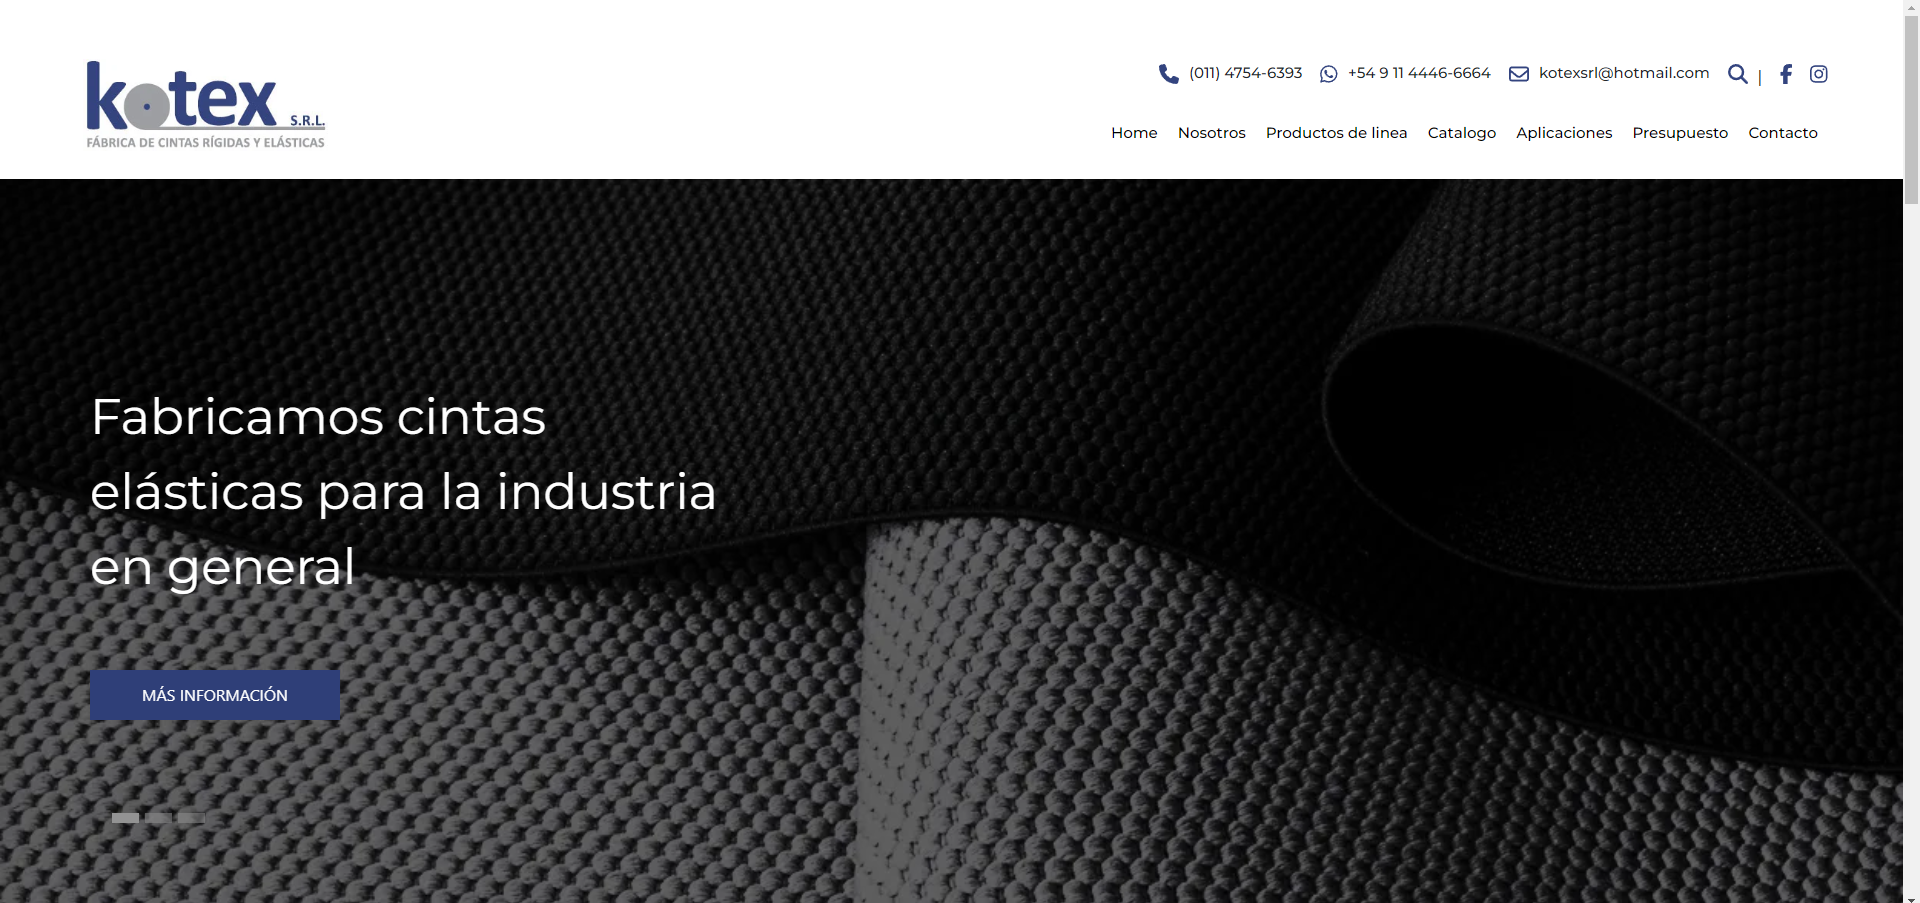 kotex S.R.L.
FÁBRICA DE CINTAS RÍGIDAS Y ELÁSTICAS
(011) 4754-6393 +54 9 11 4446-6664 kotexsrl@hotmail.com |
Home Nosotros Productos de linea Catalogo Aplicaciones Presupuesto Contacto
Fabricamos cintas
elásticas para la industria
en general
MÁS INFORMACIÓN